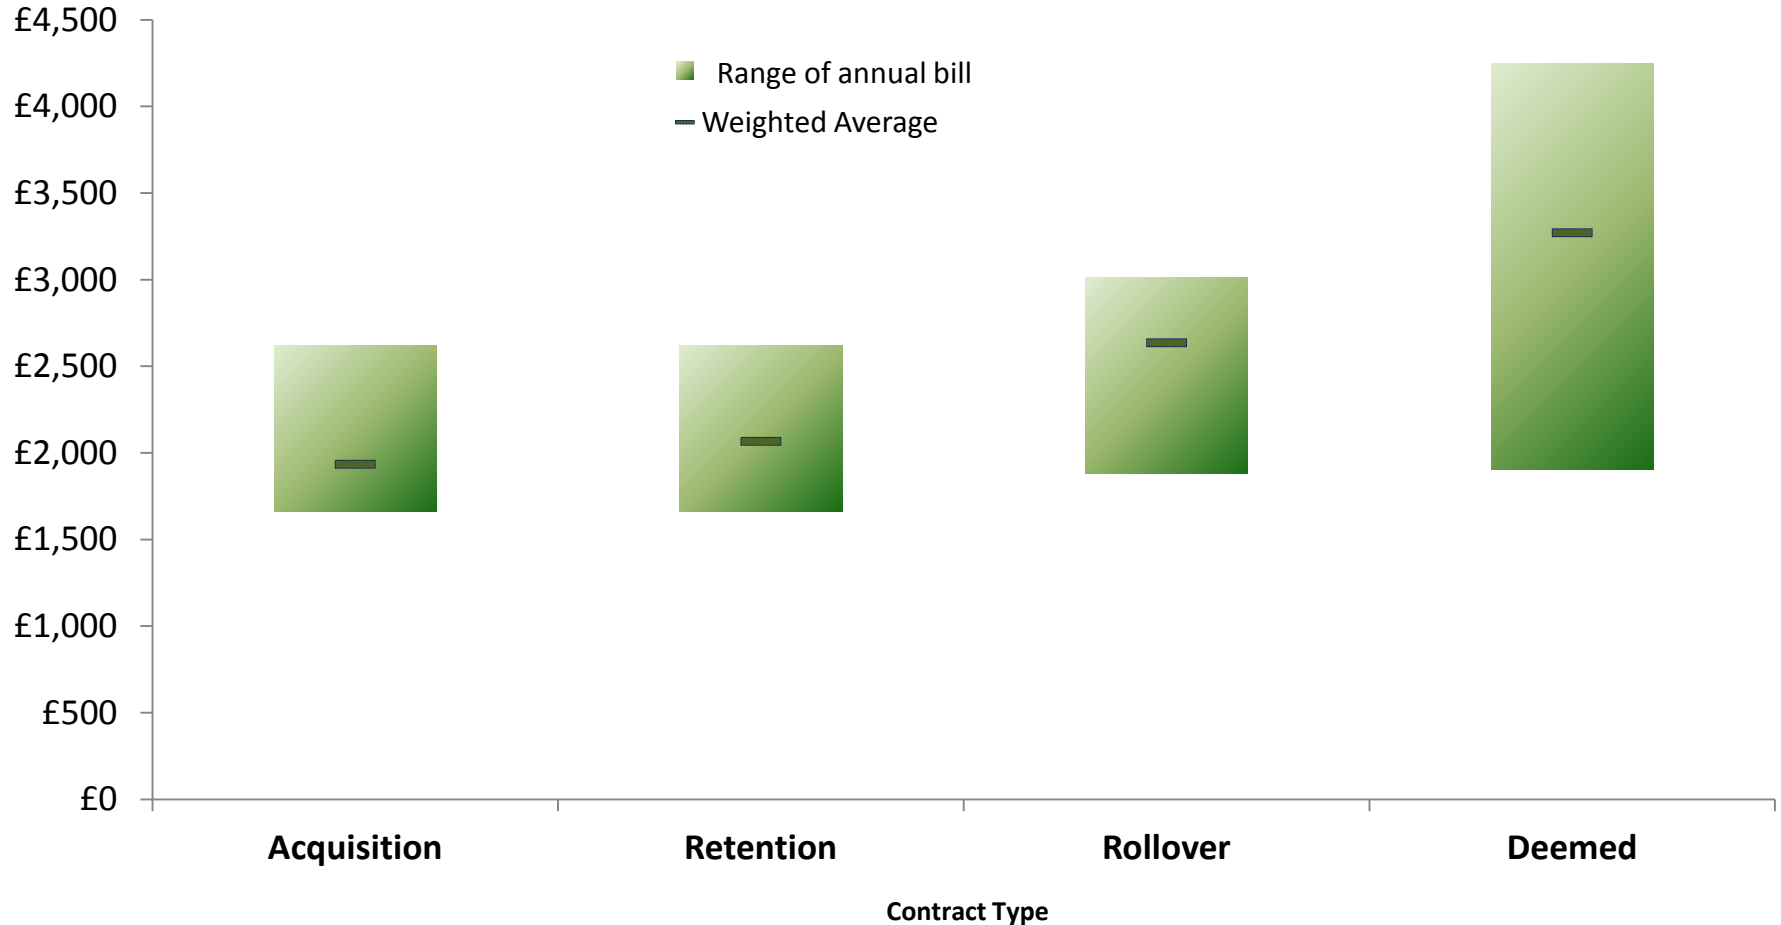 £4,500
£4,000
£3,500
£3,000
£2,500
£2,000
£1,500
£1,000
£500
£0
Range of annual bill
Weighted Average
Acquisition Retention Rollover Deemed
Contract Type